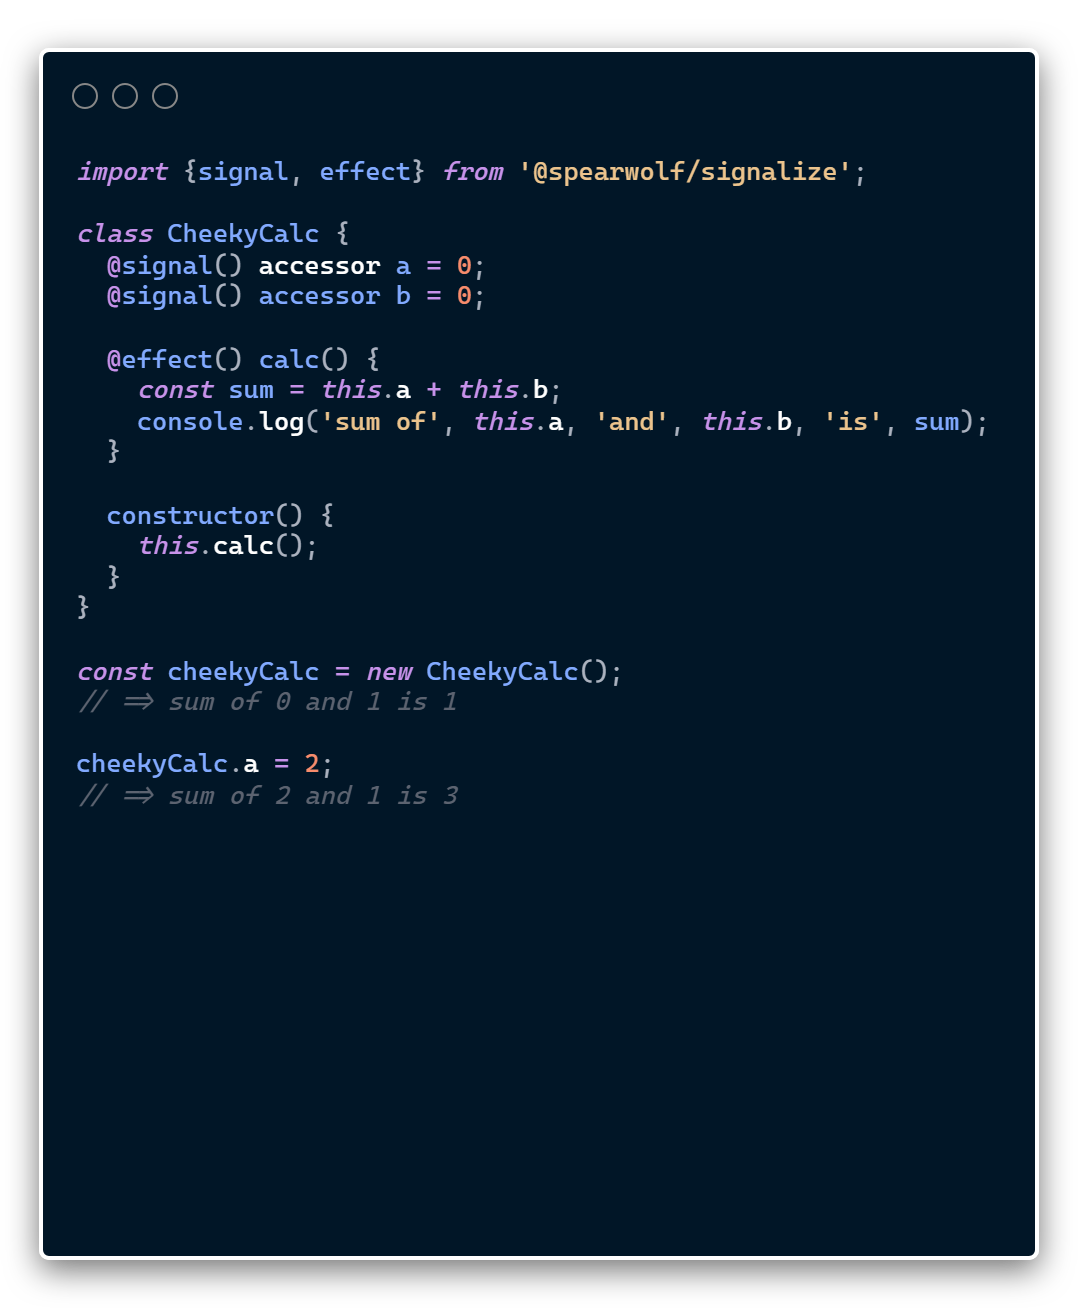 import {signal, effect} from '@spearwolf/signalize';
class CheekyCalc {
@signal() accessor a = 0;
@signal() accessor b = 0;
@effect() calc() {
const sum = this.a + this.b;
console.log('sum of', this.a, 'and', this.b, 'is', sum);
}
constructor() {
this.calc();
}
}
const cheekyCalc = new CheekyCalc();
// => sum of 0 and 1 is 1
cheekyCalc.a = 2;
// => sum of 2 and 1 is 3